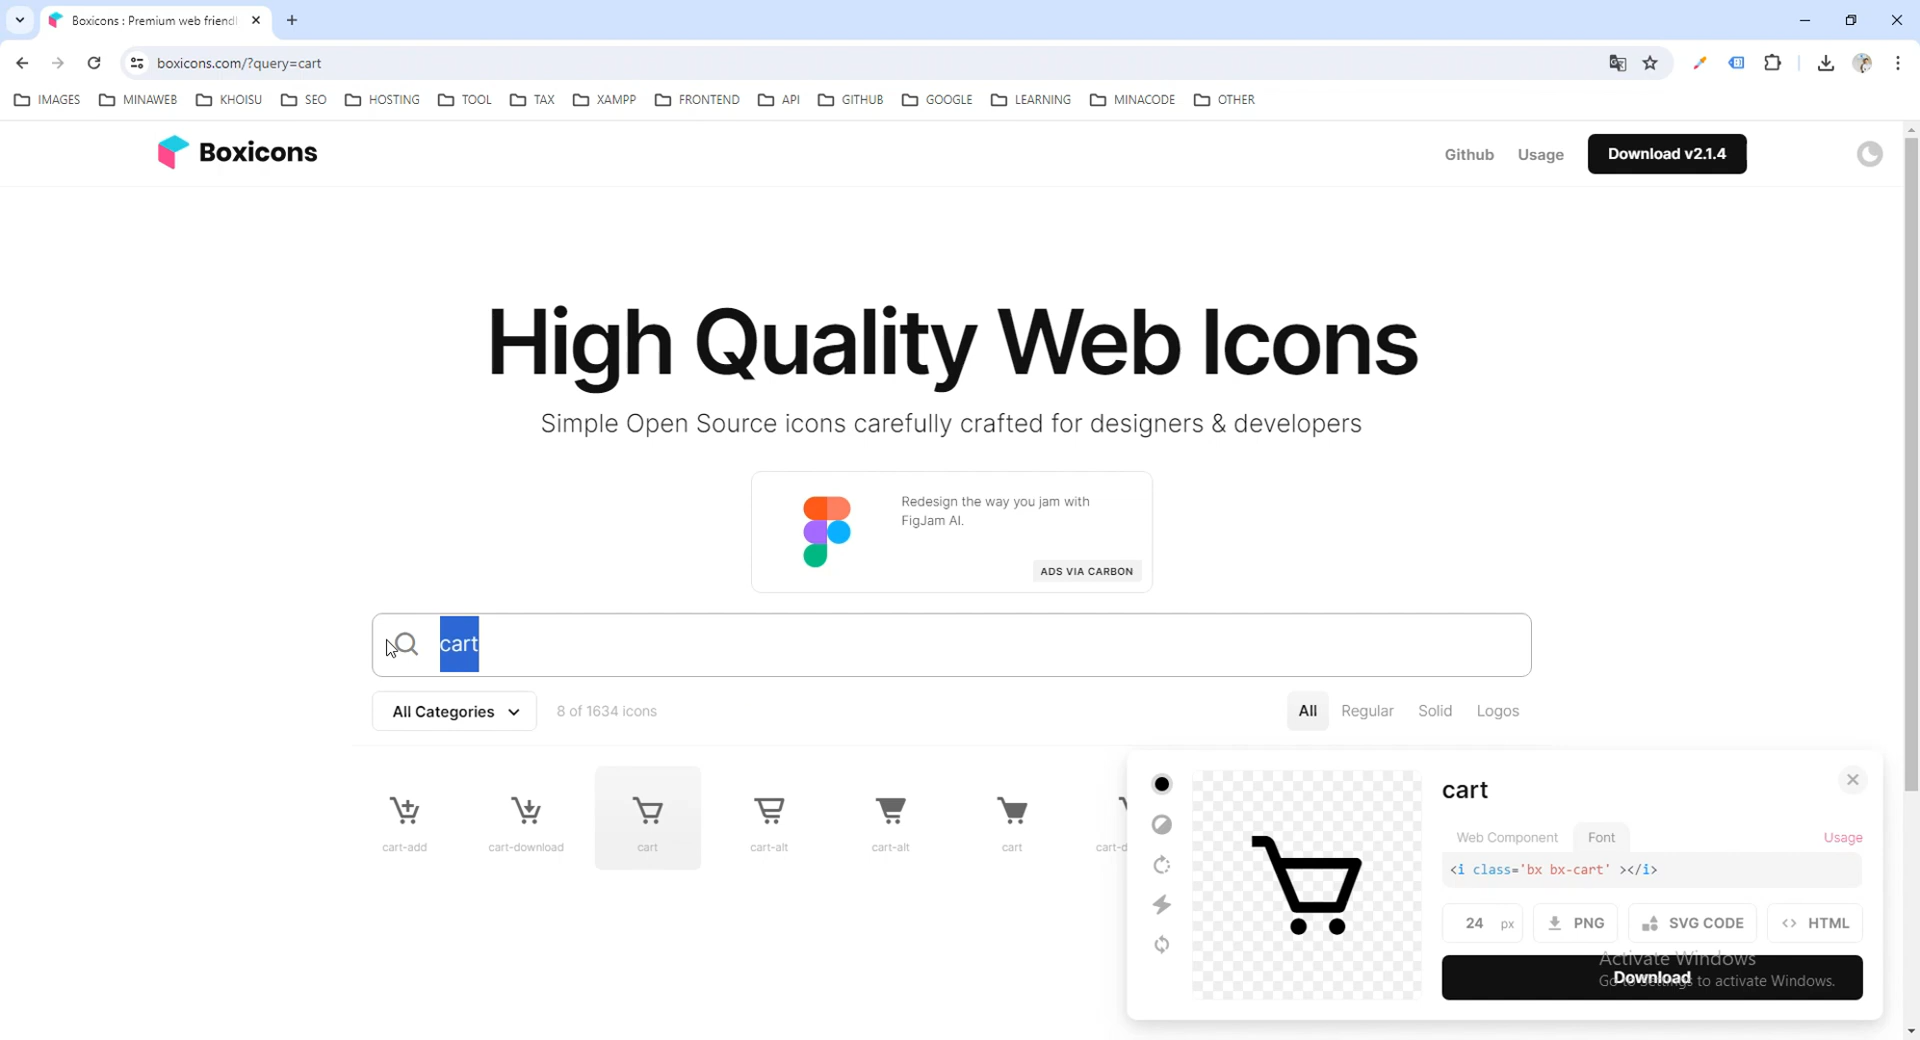 Boxicons : Premium web friendl
boxicons.com/?query=cart
IMAGES MINAWEB KHOISU SEO HOSTING TOOL TAX XAMPP FRONTEND API GITHUB GOOGLE LEARNING MINACODE OTHER
Boxicons
Github Usage Download v2.1.4
High Quality Web Icons
Simple Open Source icons carefully crafted for designers & developers
Redesign the way you jam with
FigJam AI.
ADS VIA CARBON
cart
All Categories 8 of 1634 icons All Regular Solid Logos
cart-add cart-download cart cart-alt cart-alt cart cart-d
cart
Web Component Font Usage
<i class='bx bx-cart' ></i>
24 px PNG SVG CODE <> HTML
Download
Activate Windows
Go to Settings to activate Windows.